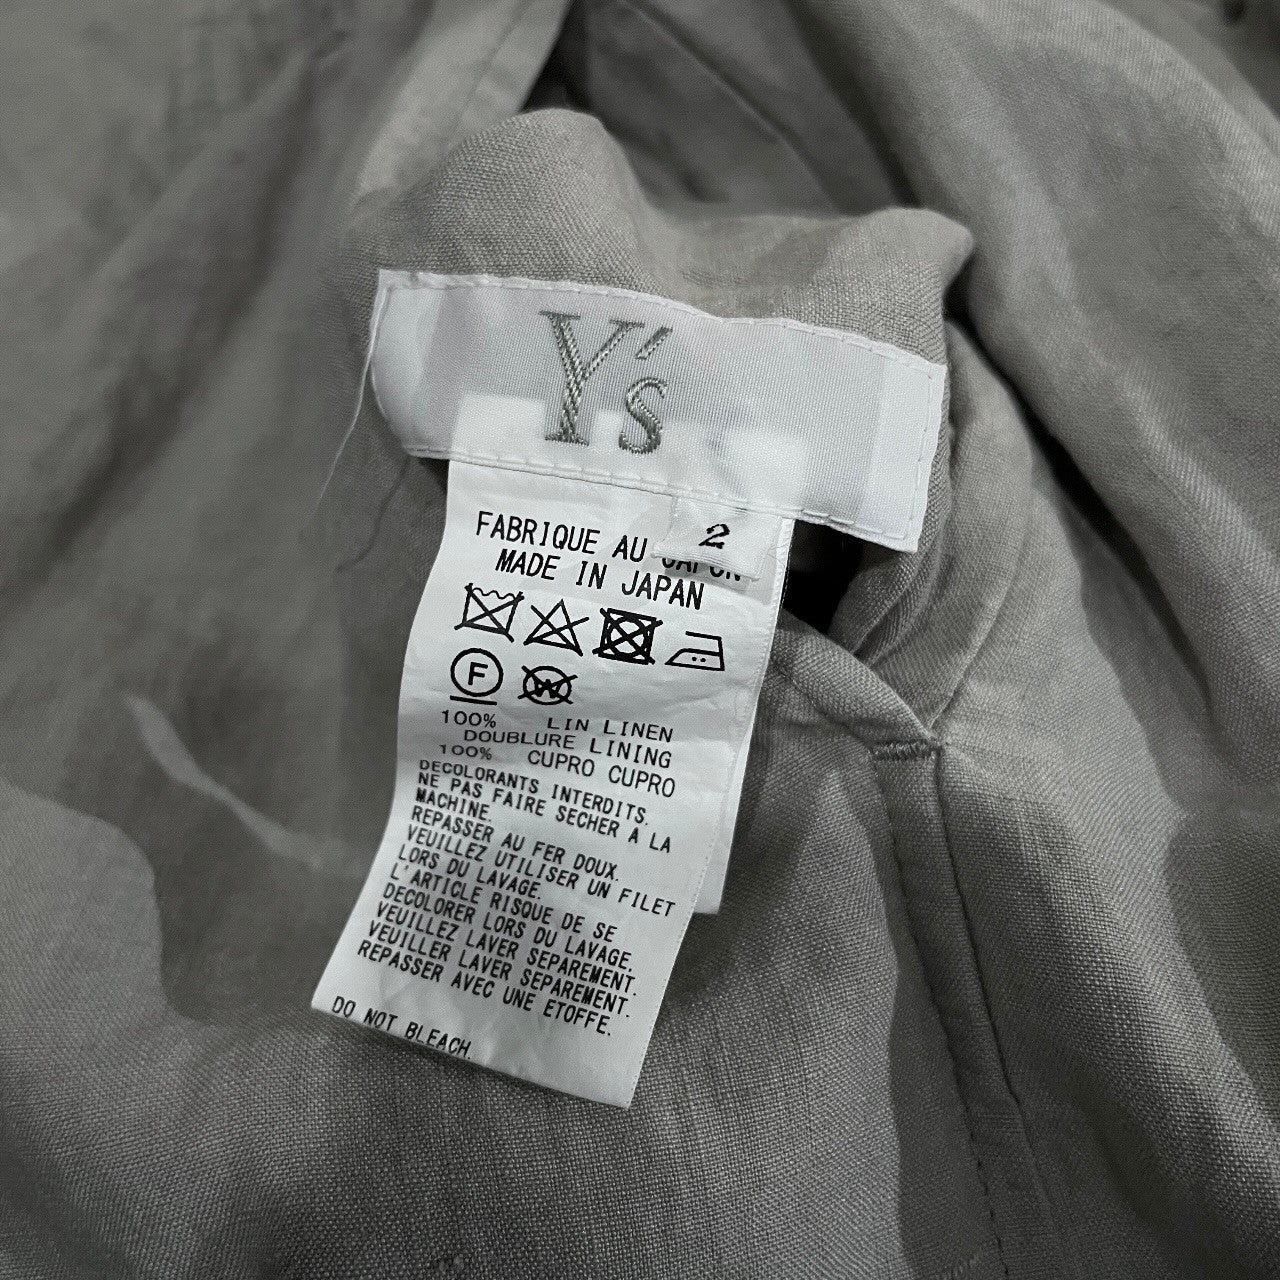 Y's
2
FABRIQUE AU JAPON
MADE IN JAPAN
F
W
100% LIN LINEN
DOUBLURE LINING
100% CUPRO CUPRO
DECOLORANTS INTERDITS.
NE PAS FAIRE SECHER A LA
MACHINE.
REPASSER AU FER DOUX.
VEUILLEZ UTILISER UN FILET
LORS DU LAVAGE.
L'ARTICLE RISQUE DE SE
DECOLORER LORS DU LAVAGE.
VEUILLEZ LAVER SEPAREMENT.
VEUILLER LAVER SEPAREMENT.
REPASSER AVEC UNE ETOFFE.
DO NOT BLEACH.